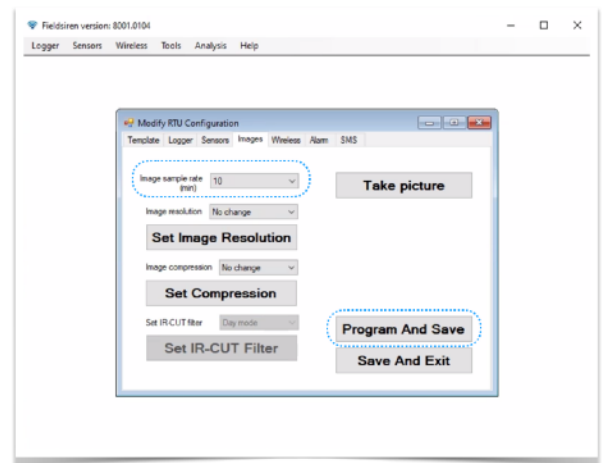 Fieldsiren version: 8001.0104
Logger Sensors Wireless Tools Analysis Help
Modify RTU Configuration
Template Logger Sensors Images Wireless Alarm SMS
Image sample rate (min) 10
Take picture
Image resolution No change
Set Image Resolution
Image compression No change
Set Compression
Set IR-CUT filter Day mode
Program And Save
Set IR-CUT Filter
Save And Exit